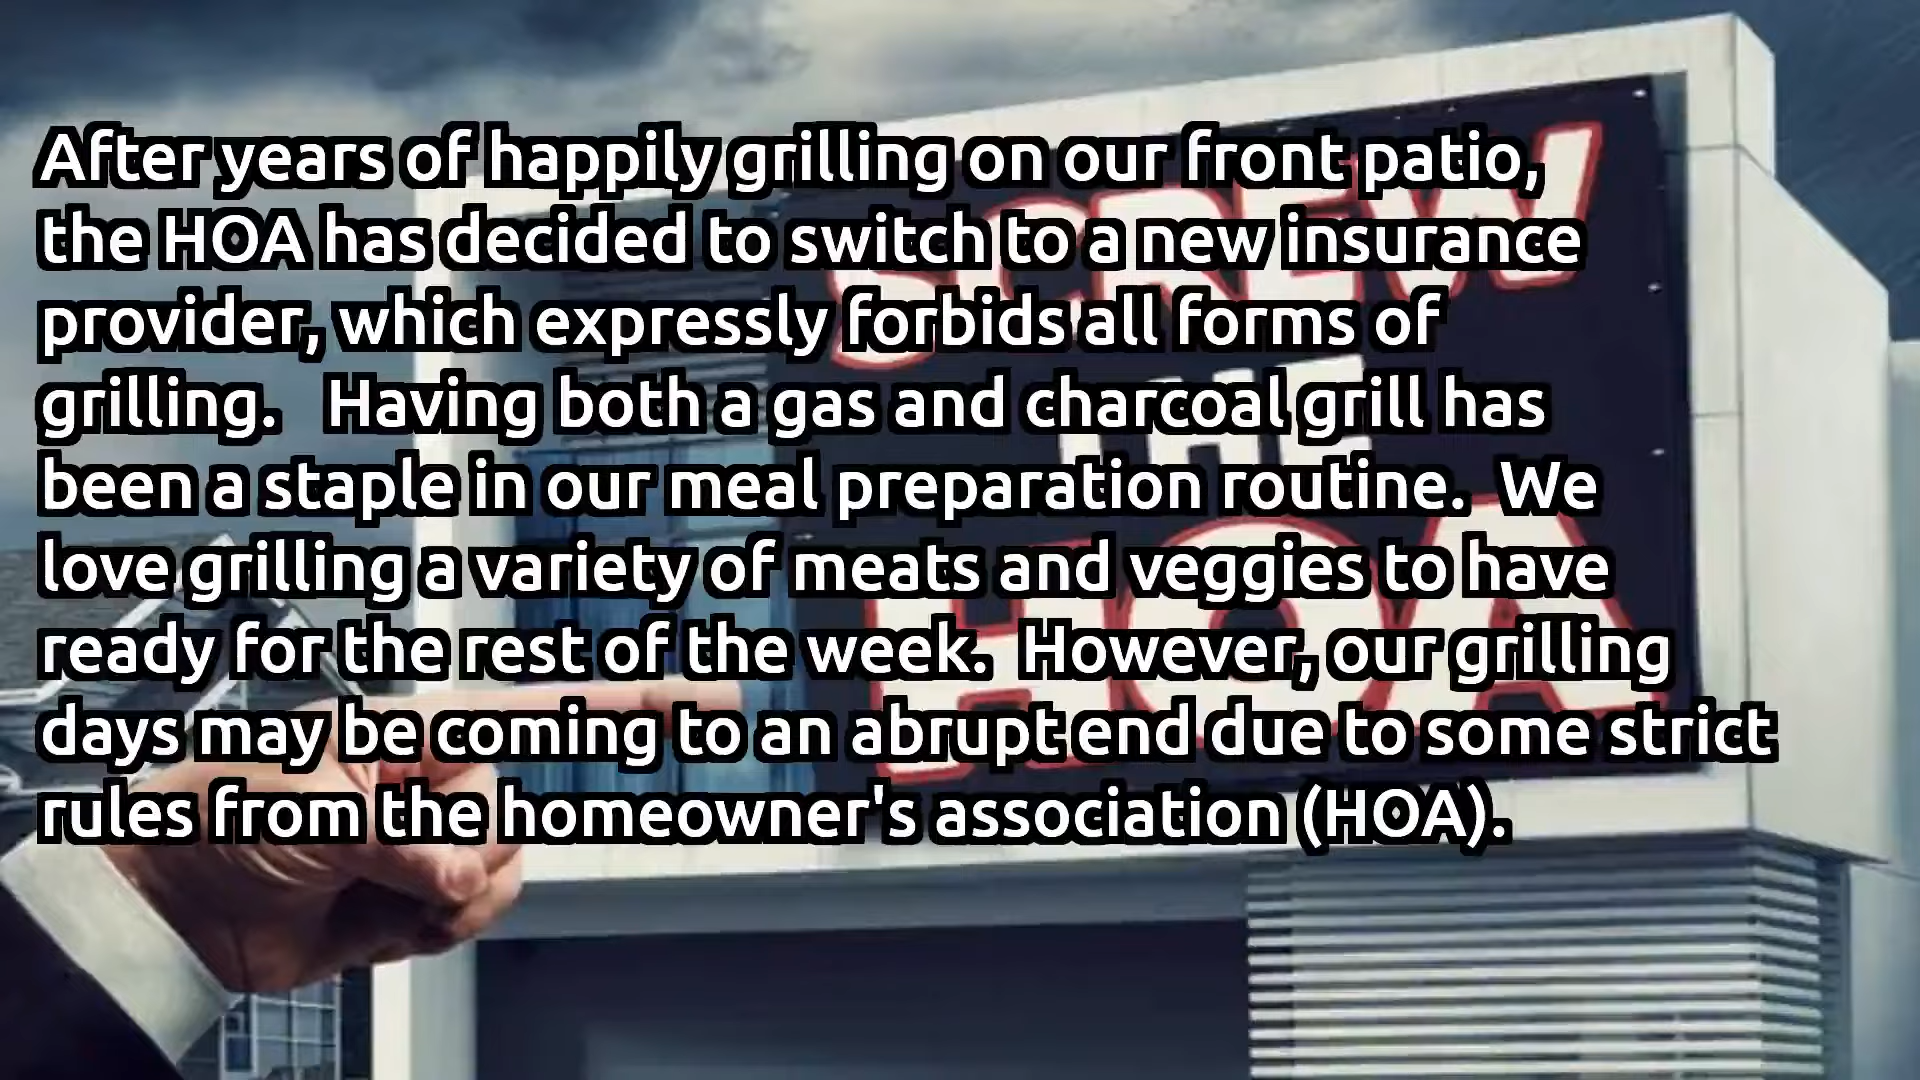 After years of happily grilling on our front patio,
the HOA has decided to switch to a new insurance
provider, which expressly forbids all forms of
grilling.   Having both a gas and charcoal grill has
been a staple in our meal preparation routine.  We
love grilling a variety of meats and veggies to have
ready for the rest of the week.  However, our grilling
days may be coming to an abrupt end due to some strict
rules from the homeowner's association (HOA).
SCREW
THE
HOA